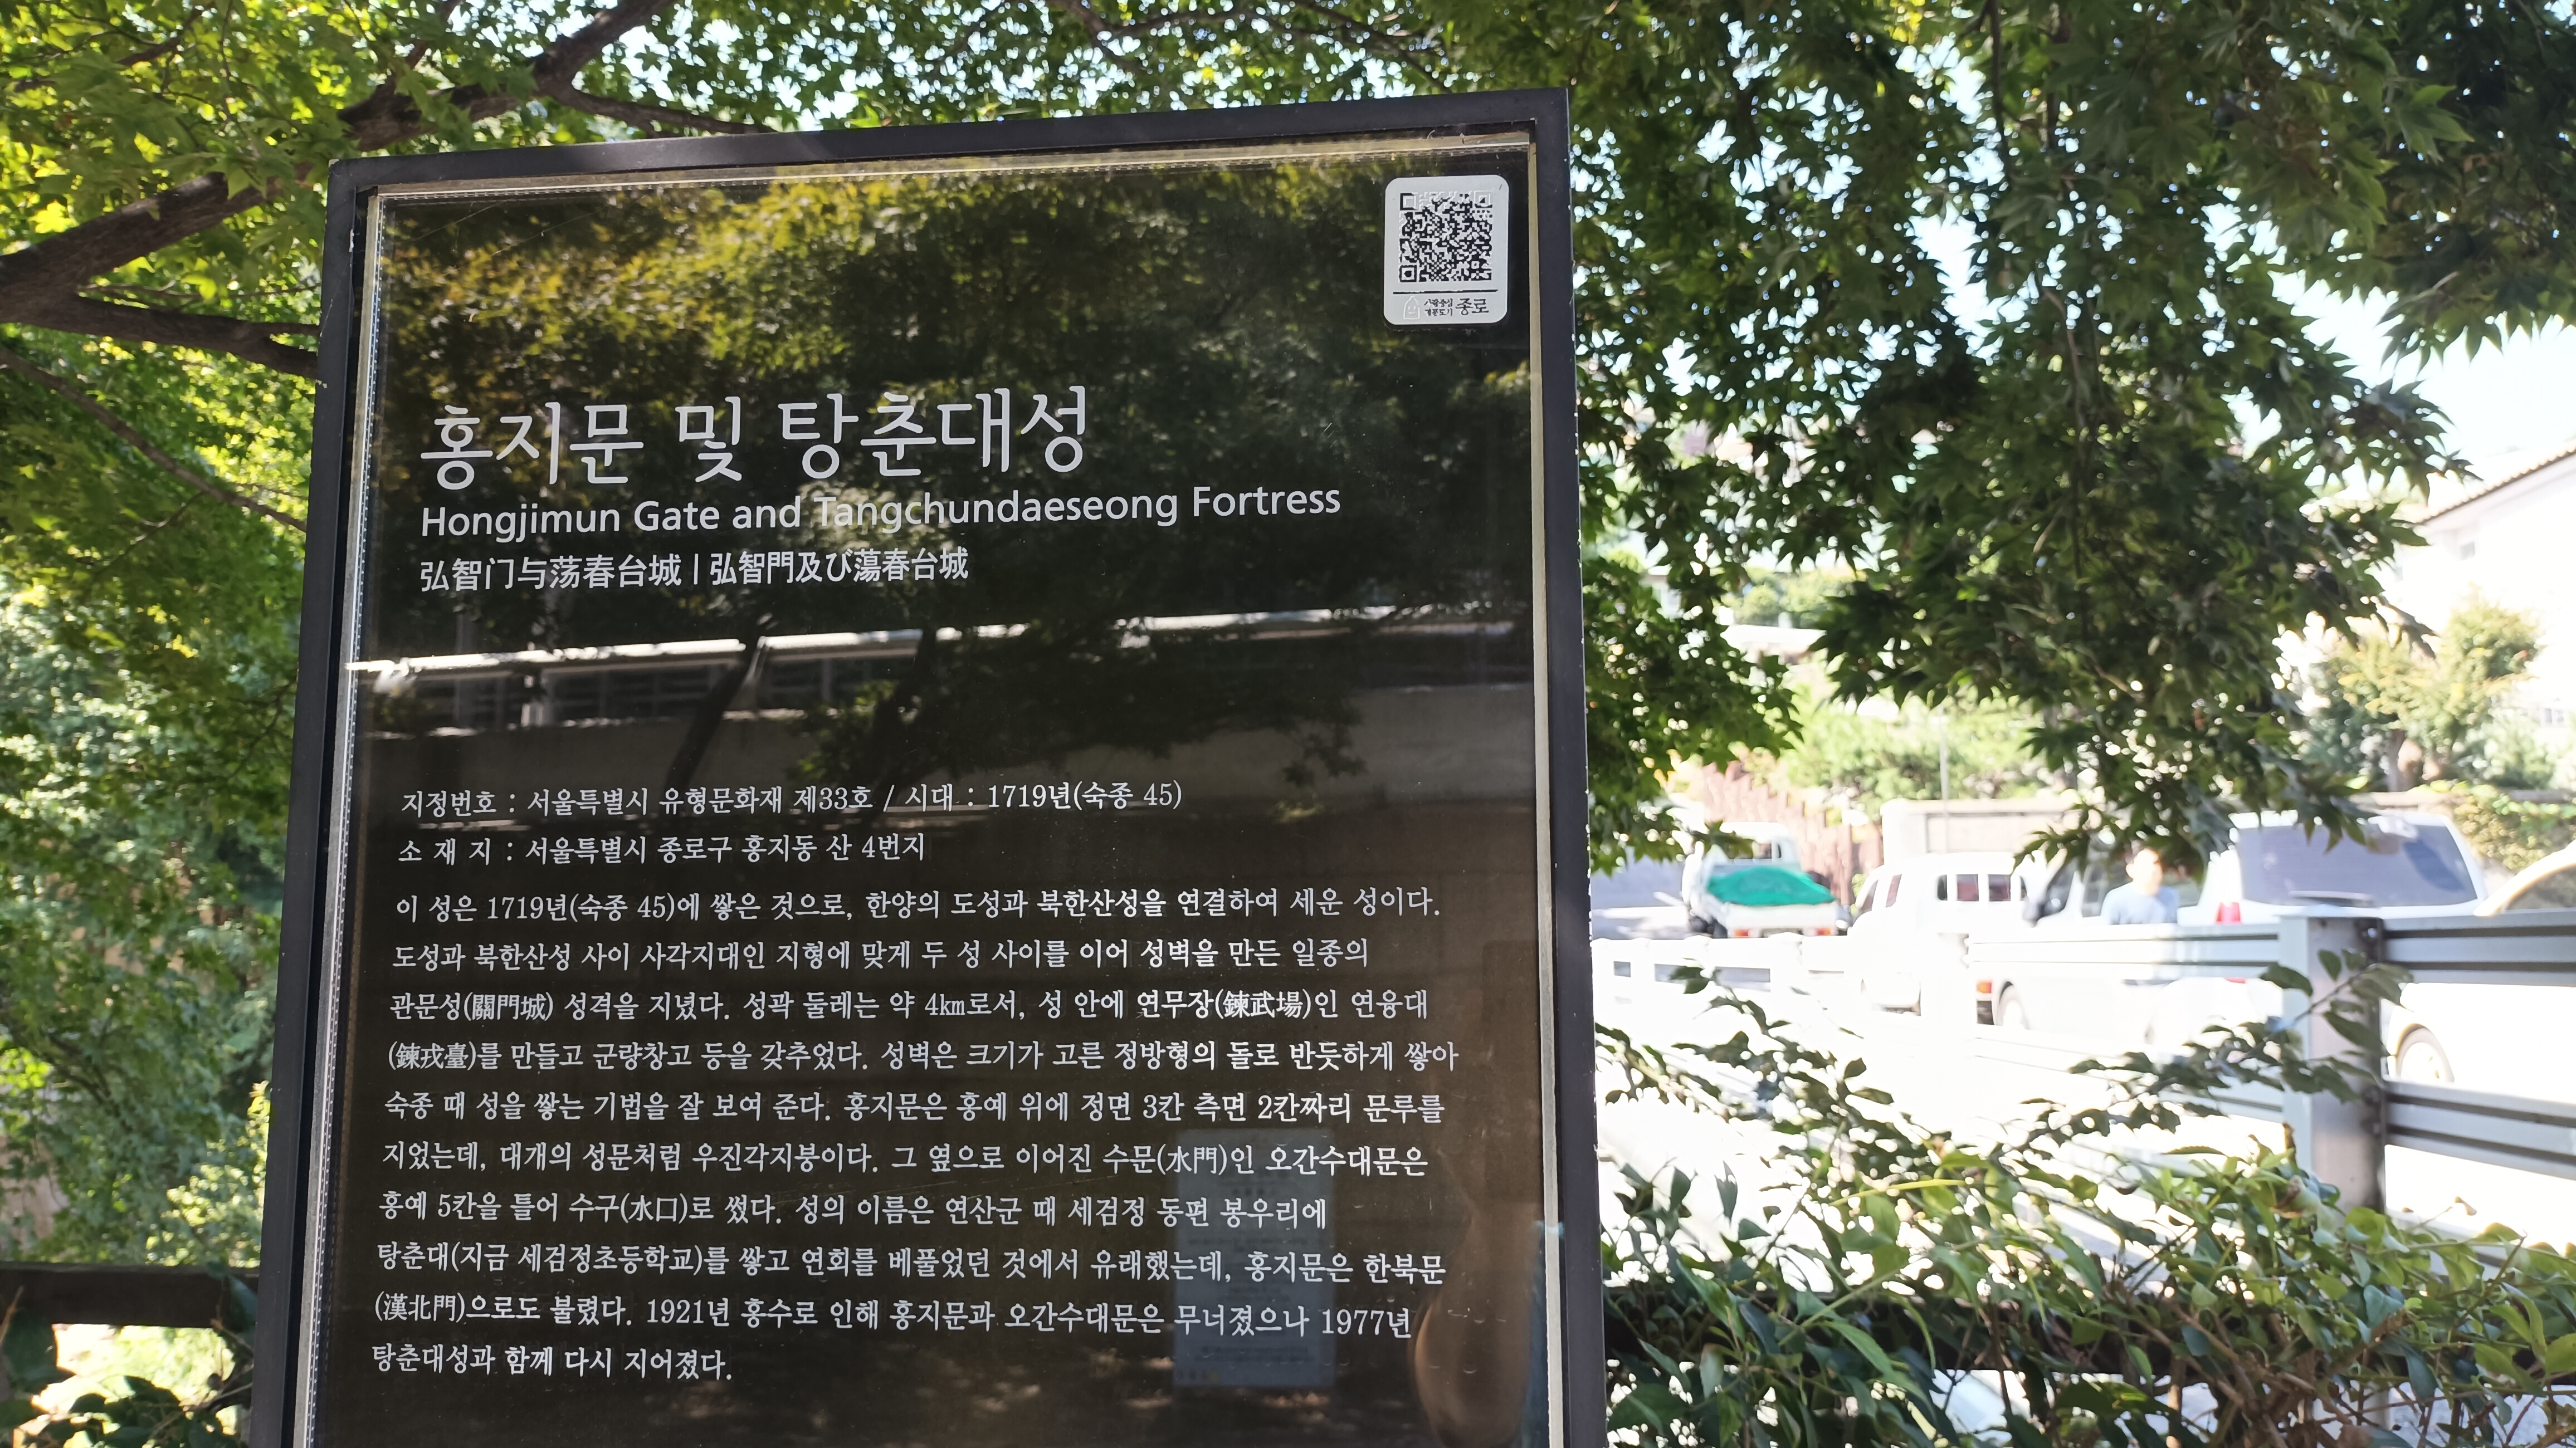 사람중심 종로
홍지문 및 탕춘대성
Hongjimun Gate and Tangchundaeseong Fortress
弘智门与荡春台城 | 弘智門及び蕩春台城
지정번호 : 서울특별시 유형문화재 제33호 / 시대 : 1719년(숙종 45)
소 재 지 : 서울특별시 종로구 홍지동 산 4번지
이 성은 1719년(숙종 45)에 쌓은 것으로, 한양의 도성과 북한산성을 연결하여 세운 성이다.
도성과 북한산성 사이 사각지대인 지형에 맞게 두 성 사이를 이어 성벽을 만든 일종의
관문성(關門城) 성격을 지녔다. 성곽 둘레는 약 4㎞로서, 성 안에 연무장(鍊武場)인 연융대
(鍊戎臺)를 만들고 군량창고 등을 갖추었다. 성벽은 크기가 고른 정방형의 돌로 반듯하게 쌓아
숙종 때 성을 쌓는 기법을 잘 보여 준다. 홍지문은 홍예 위에 정면 3칸 측면 2칸짜리 문루를
지었는데, 대개의 성문처럼 우진각지붕이다. 그 옆으로 이어진 수문(水門)인 오간수대문은
홍예 5칸을 틀어 수구(水口)로 썼다. 성의 이름은 연산군 때 세검정 동편 봉우리에
탕춘대(지금 세검정초등학교)를 쌓고 연회를 베풀었던 것에서 유래했는데, 홍지문은 한북문
(漢北門)으로도 불렸다. 1921년 홍수로 인해 홍지문과 오간수대문은 무너졌으나 1977년
탕춘대성과 함께 다시 지어졌다.